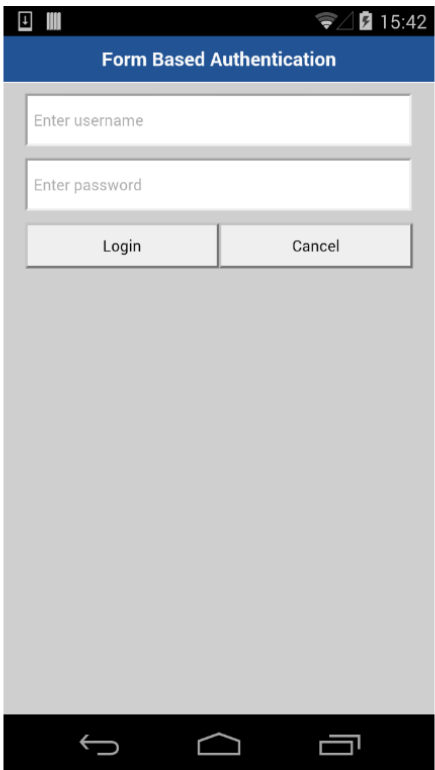 15:42
Form Based Authentication
Enter username
Enter password
Login Cancel